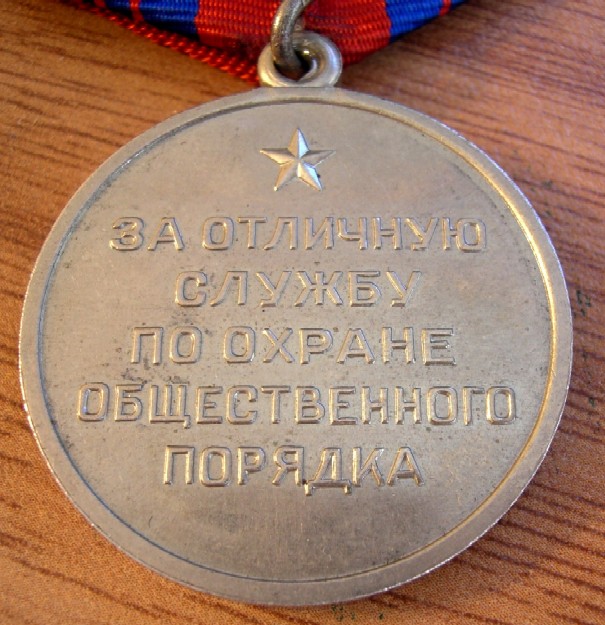 ЗА ОТЛИЧНУЮ
СЛУЖБУ
ПО ОХРАНЕ
ОБЩЕСТВЕННОГО
ПОРЯДКА